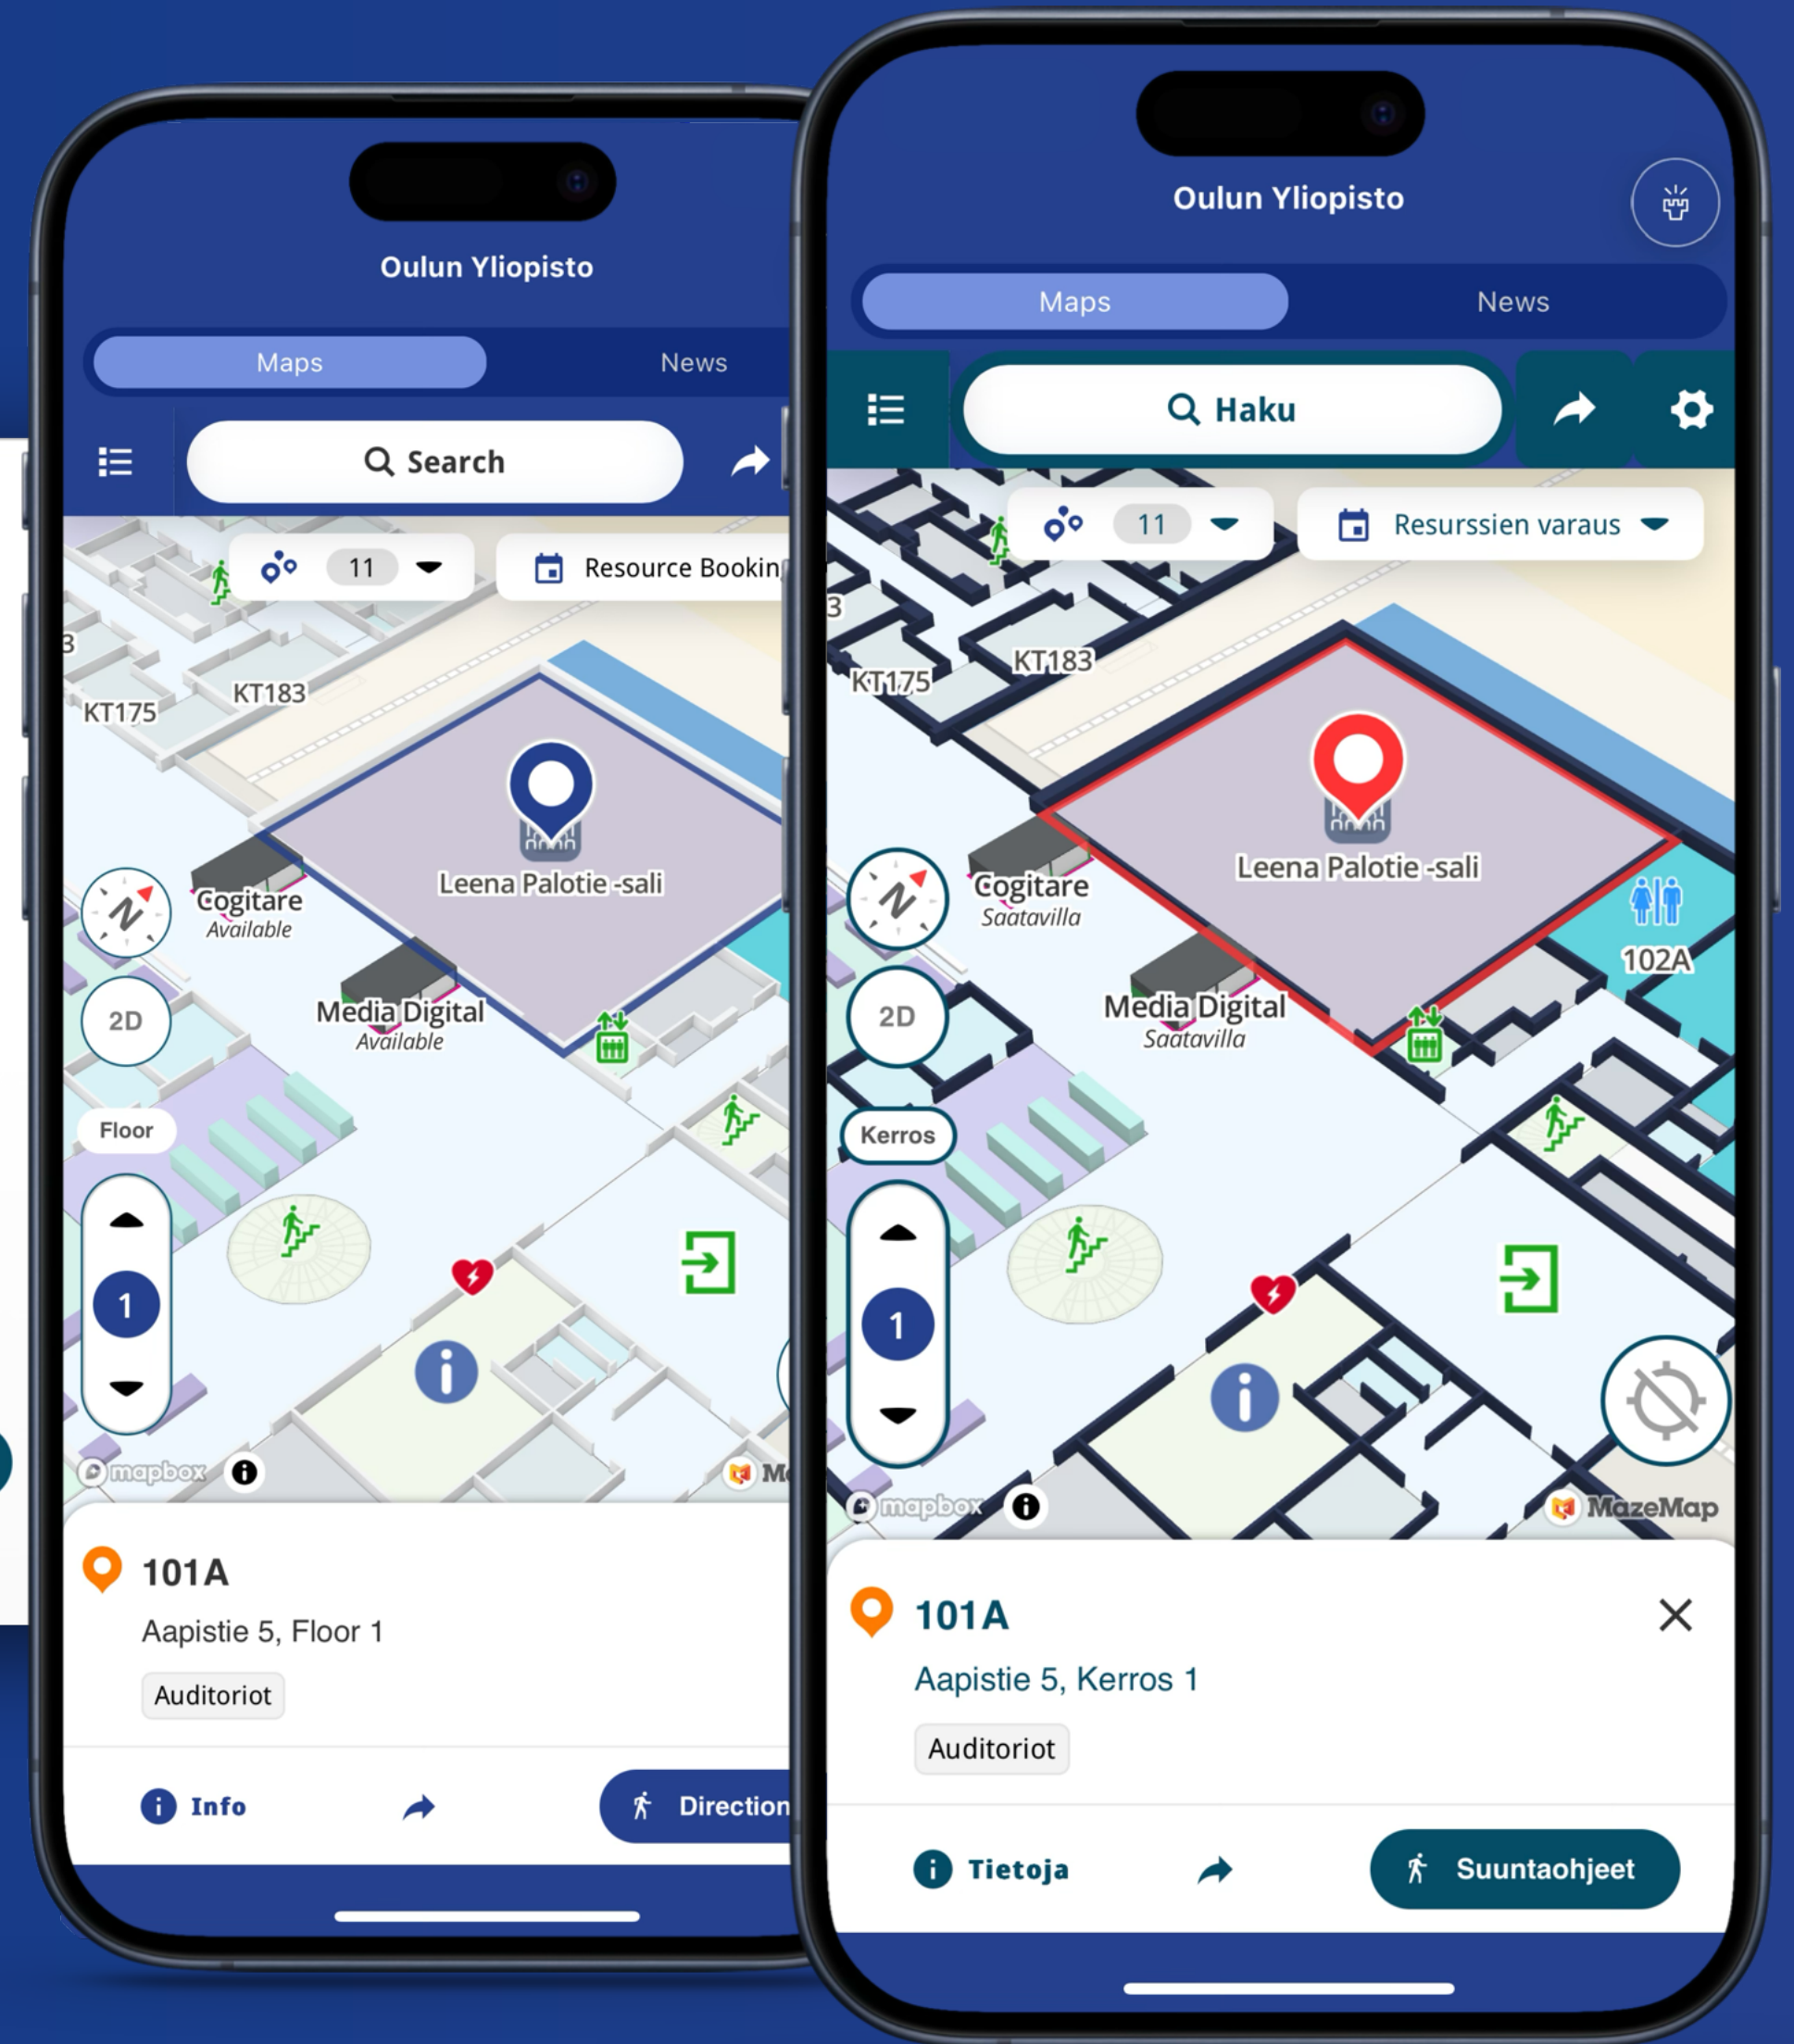 Oulun Yliopisto
Maps
News
Search
11
Resource Bookin
3
KT183
KT175
Leena Palotie -sali
Cogitare
Available
N
Media Digital
Available
2D
Floor
1
mapbox
101A
Aapistie 5, Floor 1
Auditoriot
Info
Direction
Oulun Yliopisto
Maps
News
Haku
11
Resurssien varaus
3
KT183
KT175
Leena Palotie -sali
Cogitare
Saatavilla
N
102A
Media Digital
Saatavilla
2D
Kerros
1
mapbox
MazeMap
101A
Aapistie 5, Kerros 1
Auditoriot
Tietoja
Suuntaohjeet